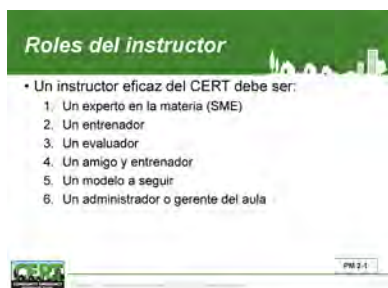 Roles del instructor
• Un instructor eficaz del CERT debe ser:
1. Un experto en la materia (SME)
2. Un entrenador
3. Un evaluador
4. Un amigo y entrenador
5. Un modelo a seguir
6. Un administrador o gerente del aula
PM 2-1
CERT